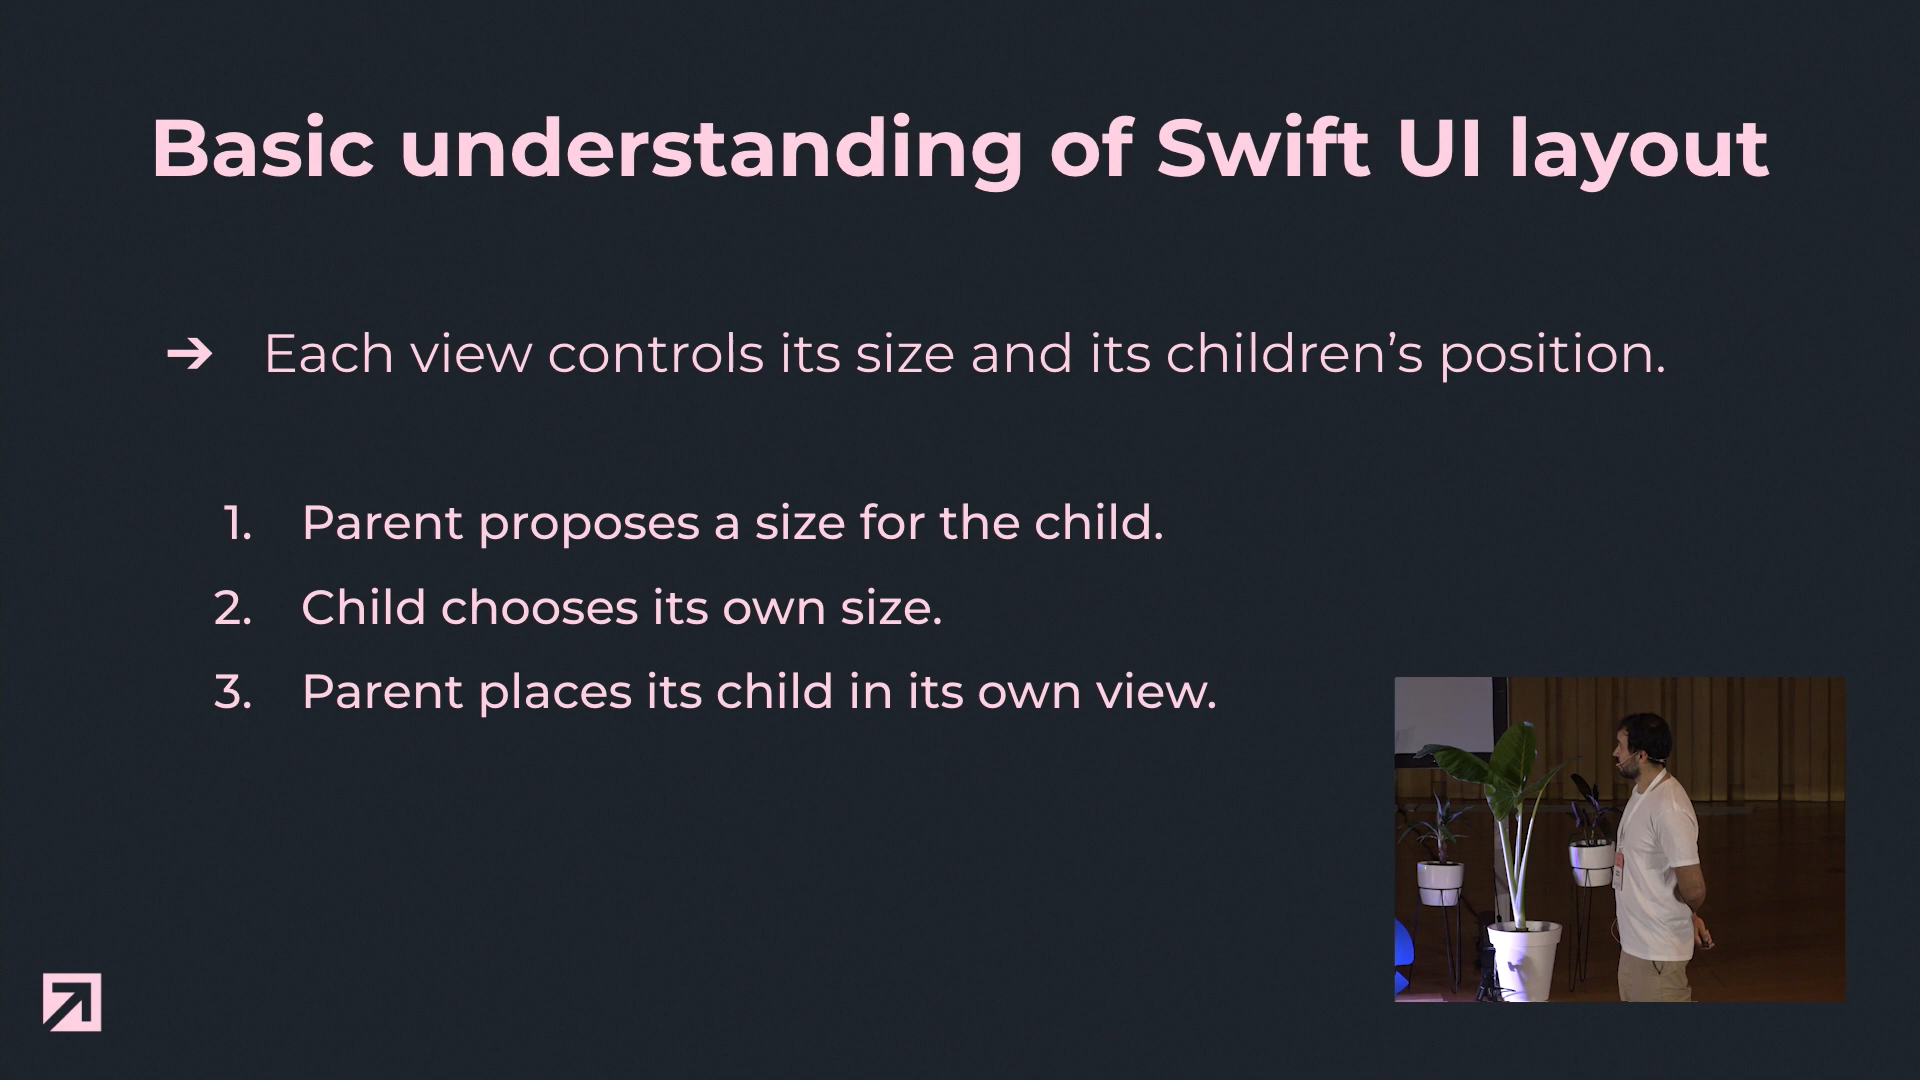 Basic understanding of Swift UI layout
➔ Each view controls its size and its children’s position.
1. Parent proposes a size for the child.
2. Child chooses its own size.
3. Parent places its child in its own view.